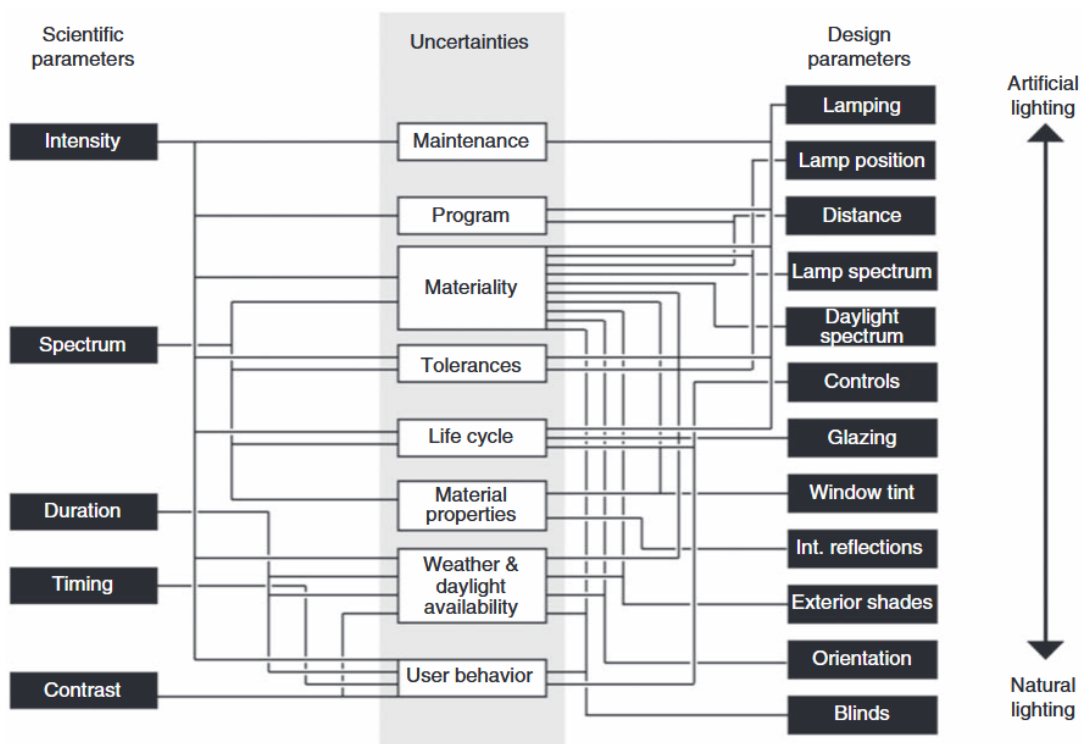 Scientific
parameters
Uncertainties
Design
parameters
Artificial
lighting
Intensity
Spectrum
Duration
Timing
Contrast
Maintenance
Program
Materiality
Tolerances
Life cycle
Material
properties
Weather &
daylight
availability
User behavior
Lamping
Lamp position
Distance
Lamp spectrum
Daylight
spectrum
Controls
Glazing
Window tint
Int. reflections
Exterior shades
Orientation
Blinds
Natural
lighting